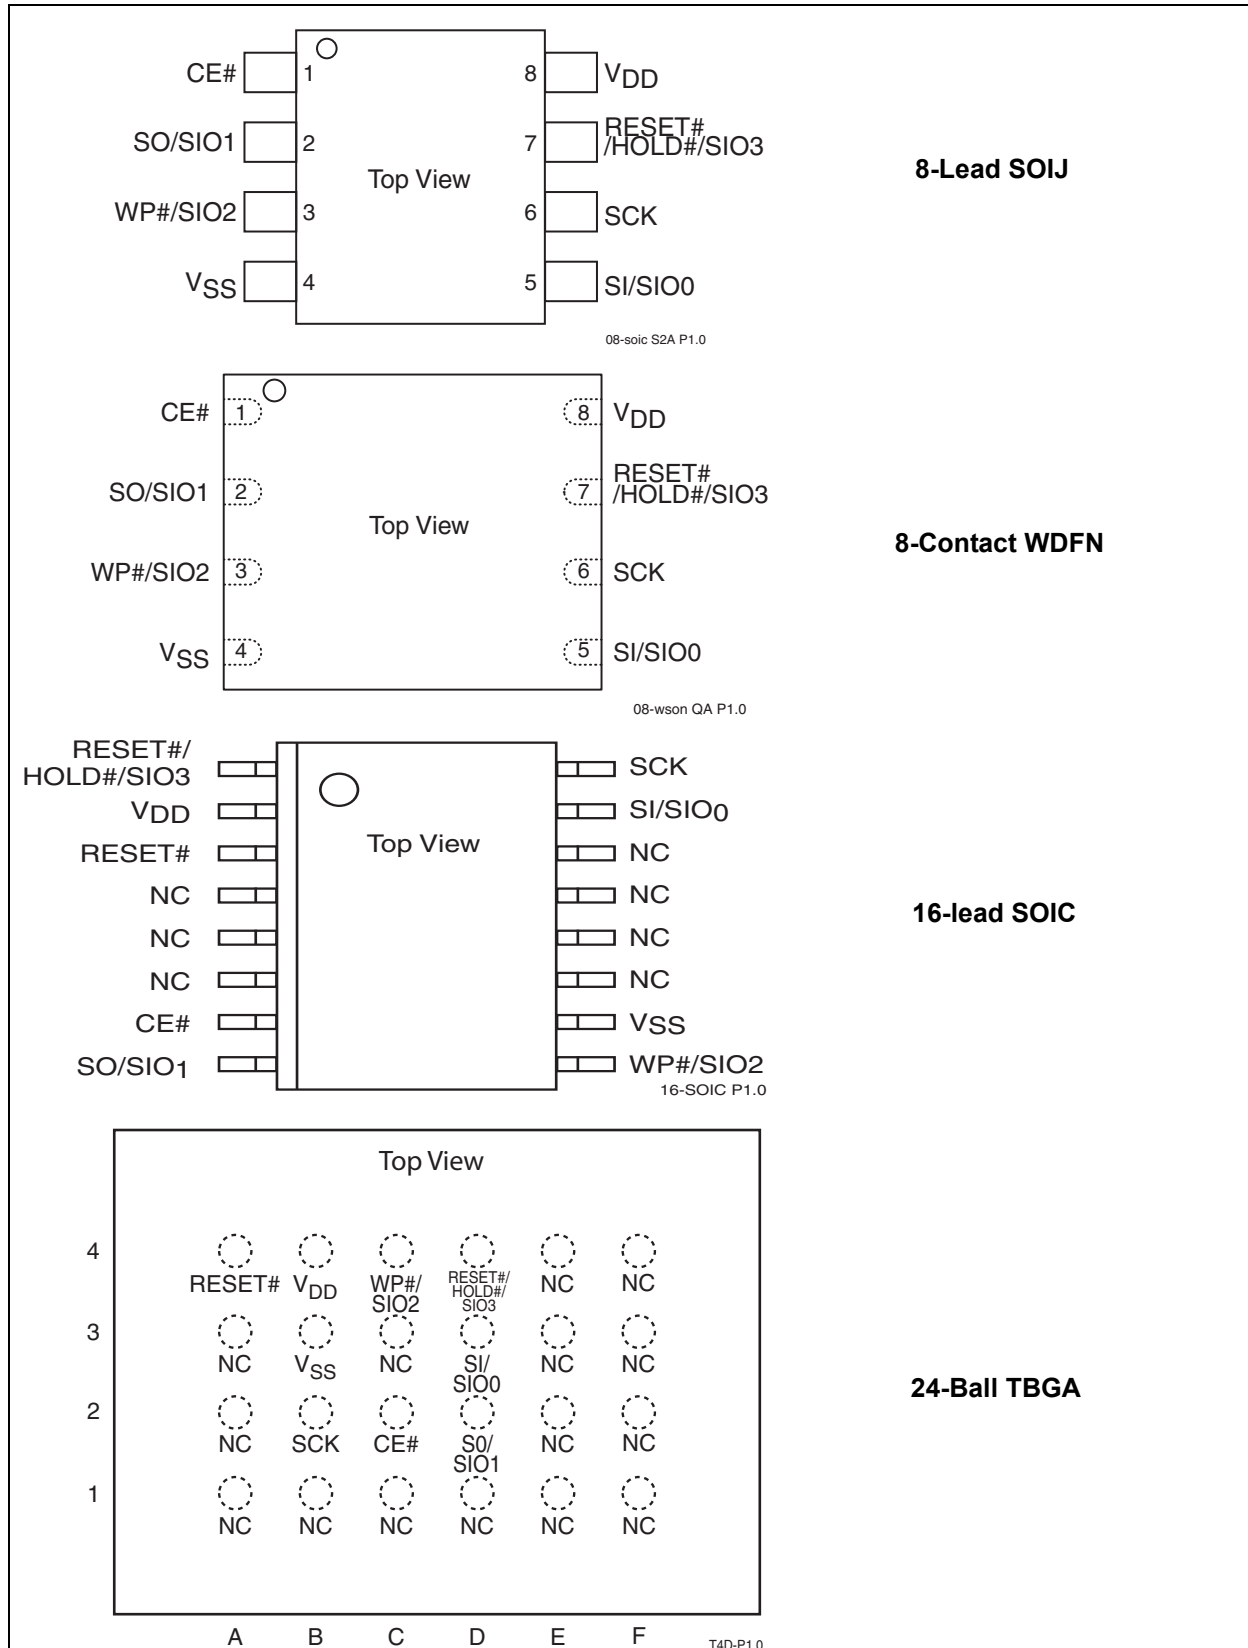 CE# 1 8 VDD
SO/SIO1 2 7 RESET#
/HOLD#/SIO3
Top View
8-Lead SOIJ
WP#/SIO2 3 6 SCK
VSS 4 5 SI/SIO0
08-soic S2A P1.0
CE# 1 8 VDD
SO/SIO1 2 7 RESET#
/HOLD#/SIO3
Top View
8-Contact WDFN
WP#/SIO2 3 6 SCK
VSS 4 5 SI/SIO0
08-wson QA P1.0
RESET#/
HOLD#/SIO3 SCK
VDD SI/SIO0
Top View
RESET# NC
NC NC
16-lead SOIC
NC NC
NC NC
CE# VSS
SO/SIO1 WP#/SIO2
16-SOIC P1.0
Top View
4
RESET# VDD WP#/
SIO2 RESET#/
HOLD#/
SIO3 NC NC
3
NC VSS NC SI/
SIO0 NC NC
24-Ball TBGA
2
NC SCK CE# S0/
SIO1 NC NC
1
NC NC NC NC NC NC
A B C D E F
T4D-P1.0